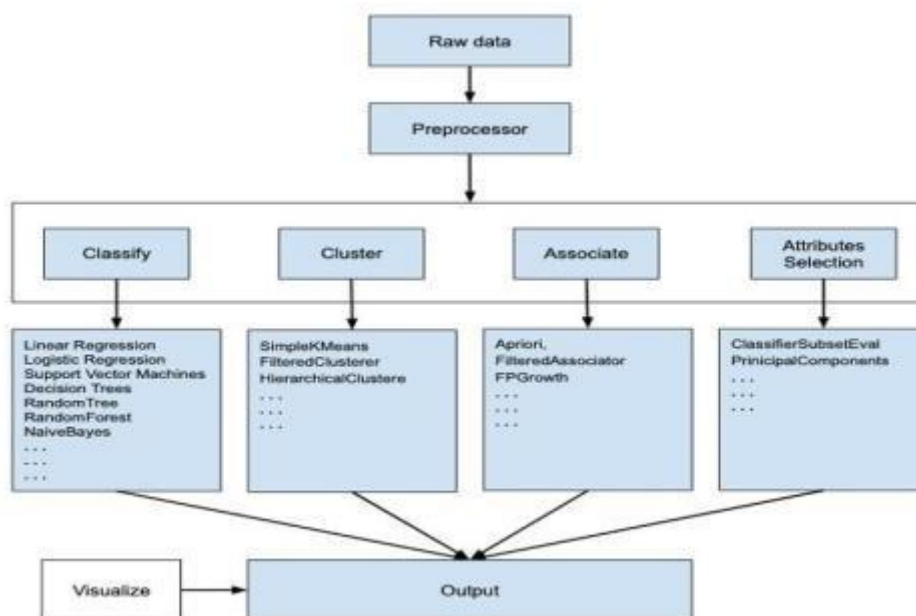 Raw data
Preprocessor
Classify
Cluster
Associate
Attributes
Selection
Linear Regression
Logistic Regression
Support Vector Machines
Decision Trees
RandomTree
RandomForest
NaiveBayes
. . .
. . .
. . .
SimpleKMeans
FilteredClusterer
HierarchicalClustere
. . .
. . .
. . .
Apriori,
FilteredAssociator
FPGrowth
. . .
. . .
. . .
ClassifierSubsetEval
PrinicipalComponents
. . .
. . .
. . .
Visualize
Output